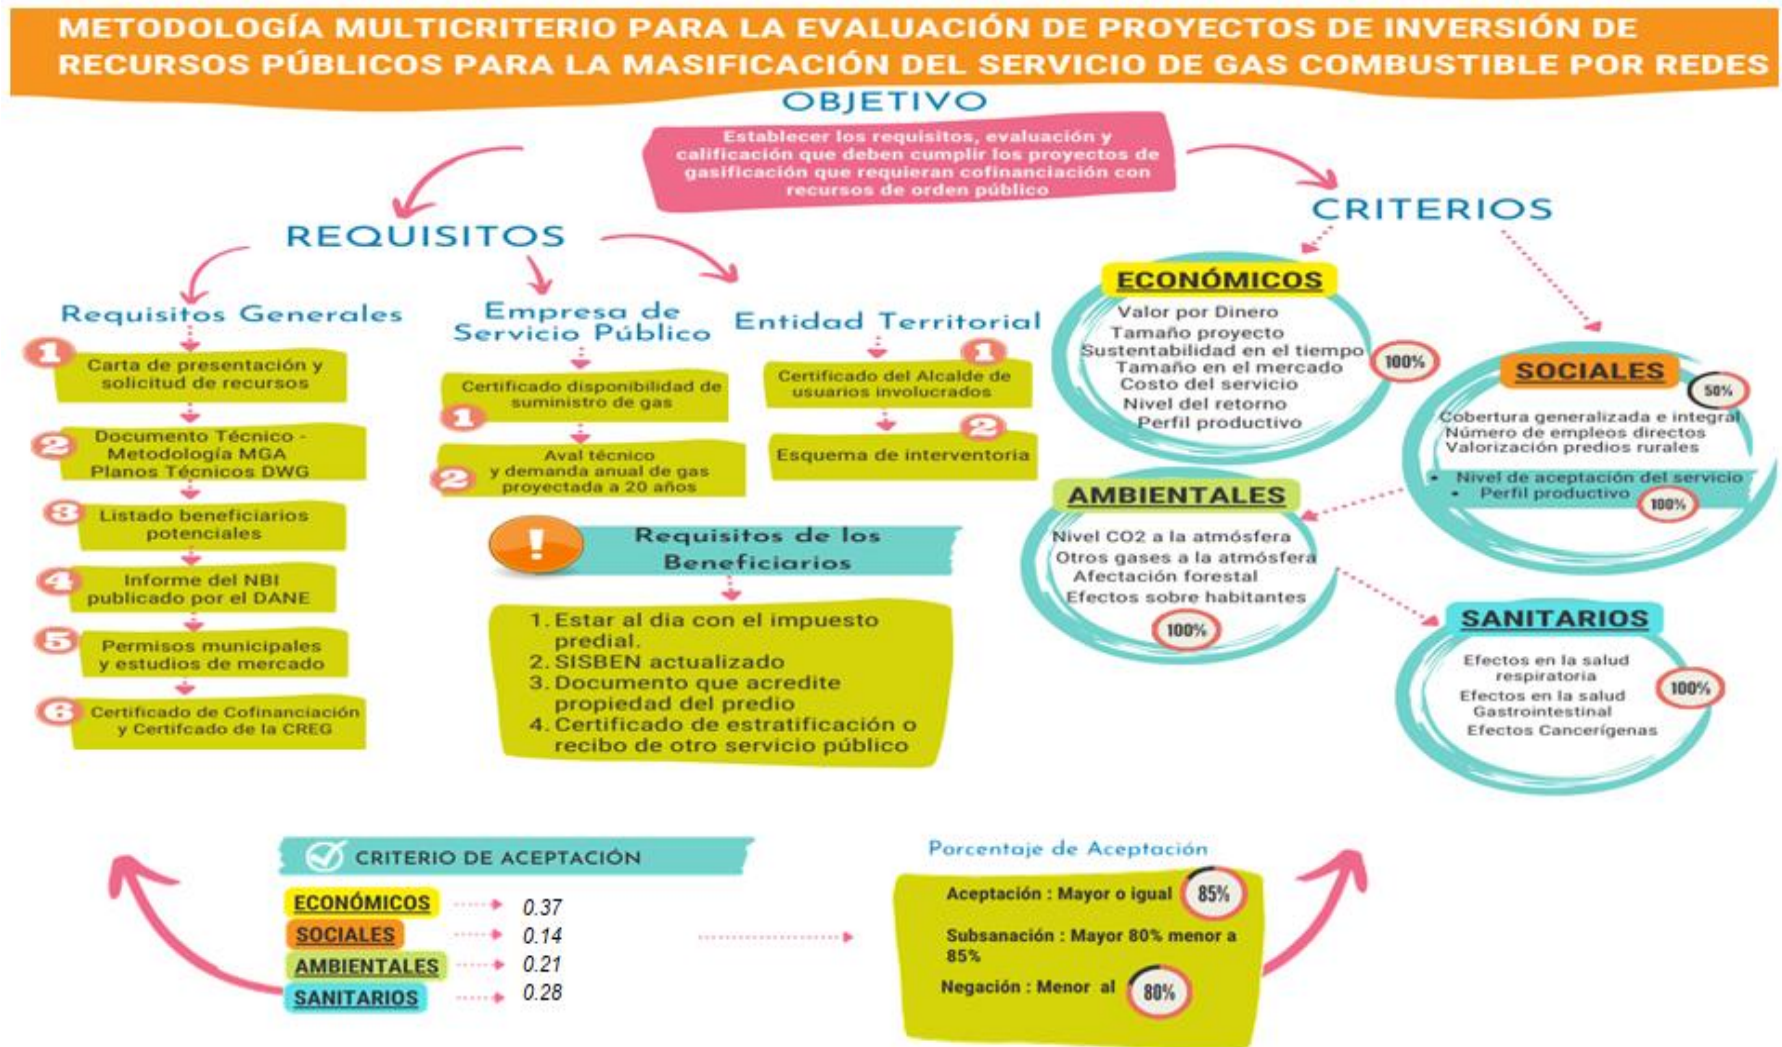 METODOLOGÍA MULTICRITERIO PARA LA EVALUACIÓN DE PROYECTOS DE INVERSIÓN DE
RECURSOS PÚBLICOS PARA LA MASIFICACIÓN DEL SERVICIO DE GAS COMBUSTIBLE POR REDES
OBJETIVO
Establecer los requisitos, evaluación y
calificación que deben cumplir los proyectos de
gasificación que requieran cofinanciación con
recursos de orden público
REQUISITOS
Requisitos Generales
1
Carta de presentación y
solicitud de recursos
2
Documento Técnico -
Metodología MGA
Planos Técnicos DWG
3
Listado beneficiarios
potenciales
4
Informe del NBI
publicado por el DANE
5
Permisos municipales
y estudios de mercado
6
Certificado de Cofinanciación
y Certifcado de la CREG
Empresa de
Servicio Público
Certificado disponibilidad de
suministro de gas
1
Aval técnico
y demanda anual de gas
proyectada a 20 años
2
Entidad Territorial
1
Certificado del Alcalde de
usuarios involucrados
2
Esquema de interventoria
!
Requisitos de los
Beneficiarios
1. Estar al dia con el impuesto
predial.
2. SISBEN actualizado
3. Documento que acredite
propiedad del predio
4. Certificado de estratificación o
recibo de otro servicio público
CRITERIOS
ECONÓMICOS
Valor por Dinero
Tamaño proyecto
Sustentabilidad en el tiempo
Tamaño en el mercado
Costo del servicio
Nivel del retorno
Perfil productivo
100%
SOCIALES
50%
Cobertura generalizada e integral
Número de empleos directos
Valorización predios rurales
• Nivel de aceptación del servicio
• Perfil productivo
100%
AMBIENTALES
Nivel CO2 a la atmósfera
Otros gases a la atmósfera
Afectación forestal
Efectos sobre habitantes
100%
SANITARIOS
Efectos en la salud
respiratoria
Efectos en la salud
Gastrointestinal
Efectos Cancerígenas
100%
CRITERIO DE ACEPTACIÓN
ECONÓMICOS 0.37
SOCIALES 0.14
AMBIENTALES 0.21
SANITARIOS 0.28
Porcentaje de Aceptación
Aceptación : Mayor o igual 85%
Subsanación : Mayor 80% menor a
85%
Negación : Menor al 80%